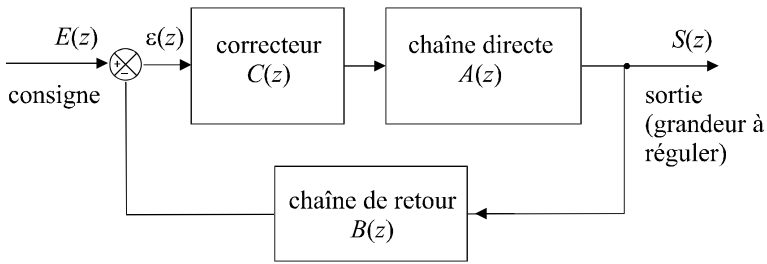 E(z)
ε(z)
correcteur
C(z)
chaîne directe
A(z)
S(z)
+
−
consigne
sortie
(grandeur à
réguler)
chaîne de retour
B(z)